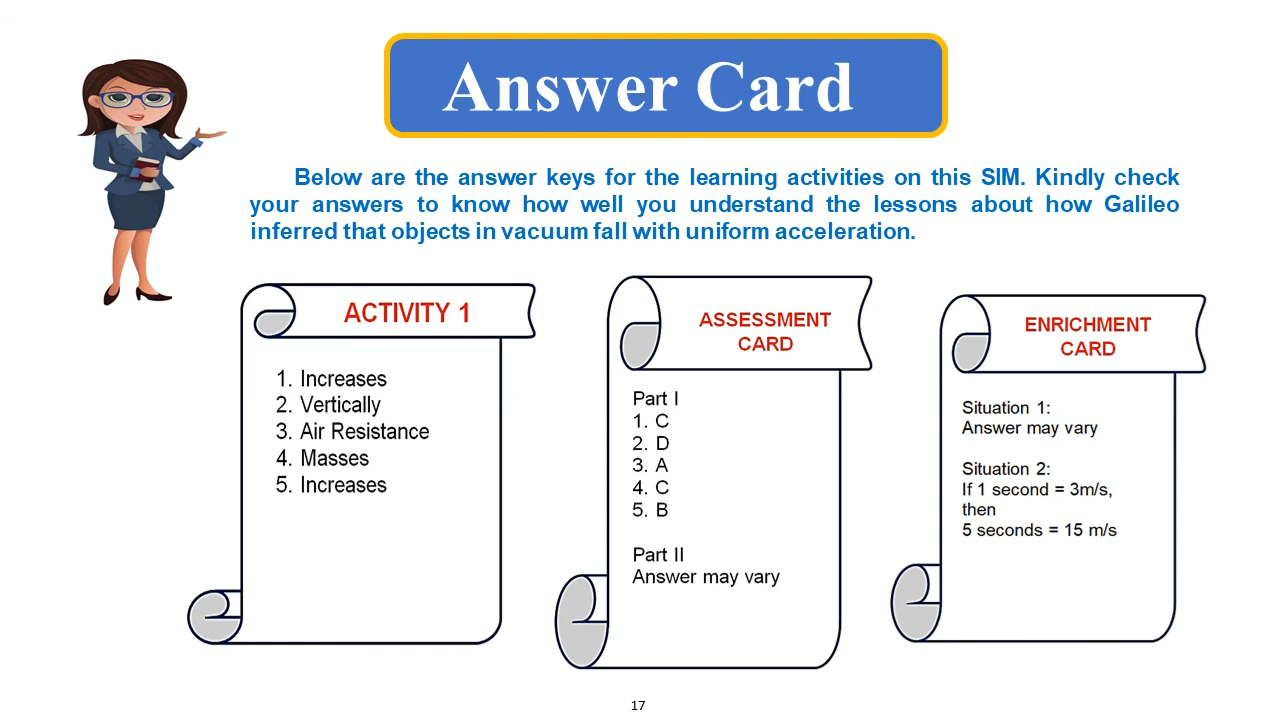 Answer Card
Below are the answer keys for the learning activities on this SIM. Kindly check
your answers to know how well you understand the lessons about how Galileo
inferred that objects in vacuum fall with uniform acceleration.
ACTIVITY 1
1. Increases
2. Vertically
3. Air Resistance
4. Masses
5. Increases
ASSESSMENT
CARD
Part I
1. C
2. D
3. A
4. C
5. B
Part II
Answer may vary
ENRICHMENT
CARD
Situation 1:
Answer may vary
Situation 2:
If 1 second = 3m/s,
then
5 seconds = 15 m/s
17